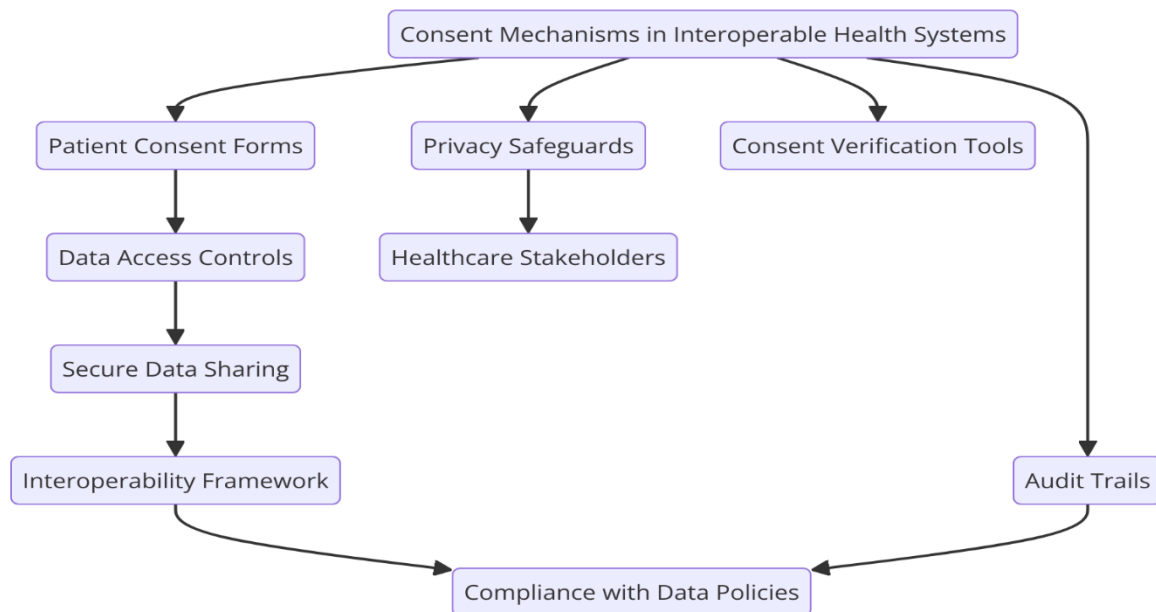 Consent Mechanisms in Interoperable Health Systems
Patient Consent Forms
Privacy Safeguards
Consent Verification Tools
Data Access Controls
Healthcare Stakeholders
Secure Data Sharing
Interoperability Framework
Audit Trails
Compliance with Data Policies